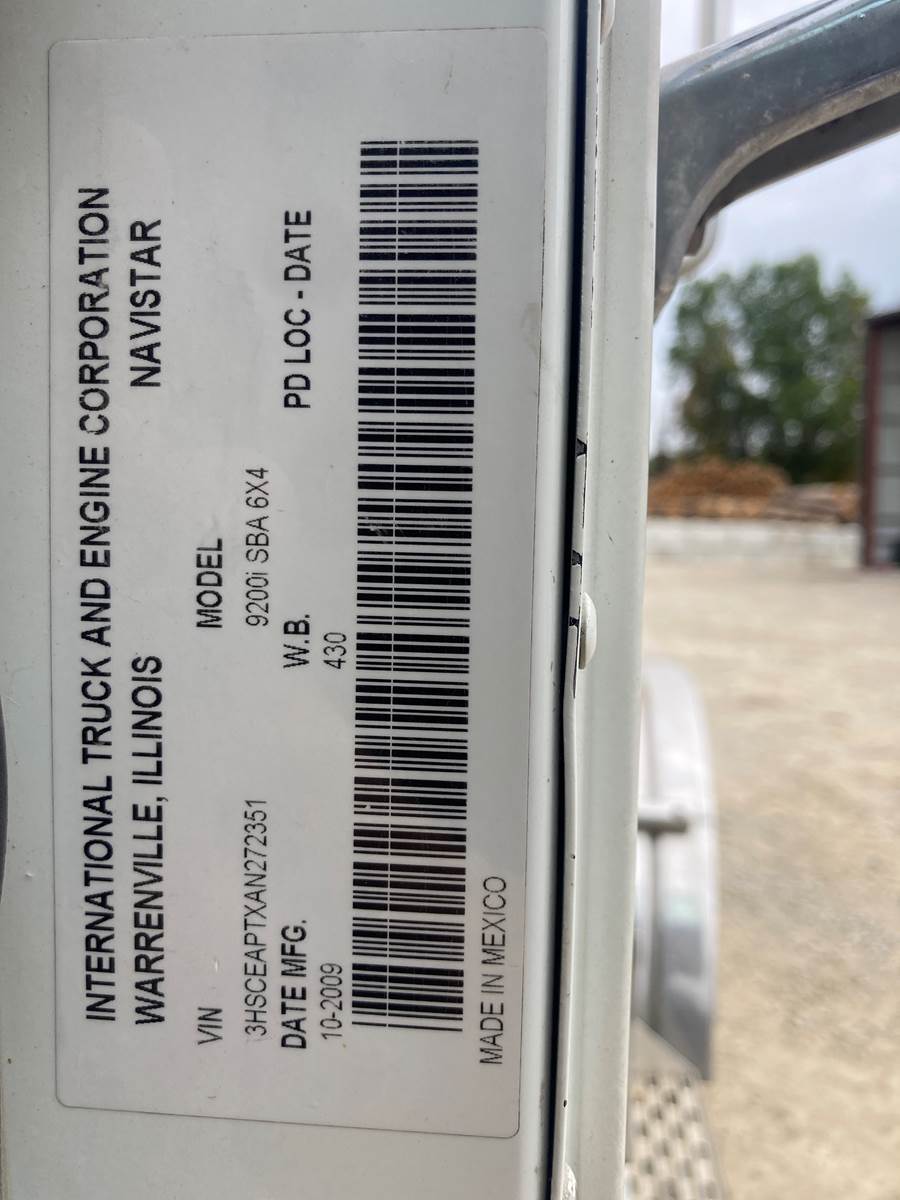 INTERNATIONAL TRUCK AND ENGINE CORPORATION
WARRENVILLE, ILLINOIS NAVISTAR
VIN MODEL
3HSCEAPTXAN272351 9200i SBA 6X4
DATE MFG. W.B. PD LOC - DATE
10-2009 430
MADE IN MEXICO